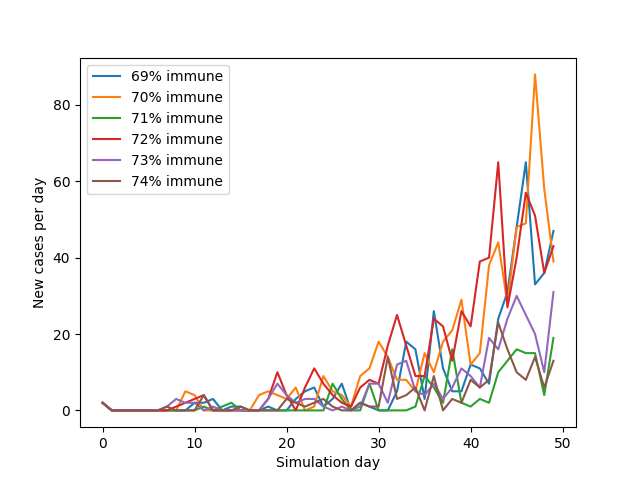 69% immune
70% immune
71% immune
72% immune
73% immune
74% immune
New cases per day
80
60
40
20
0
0 10 20 30 40 50
Simulation day